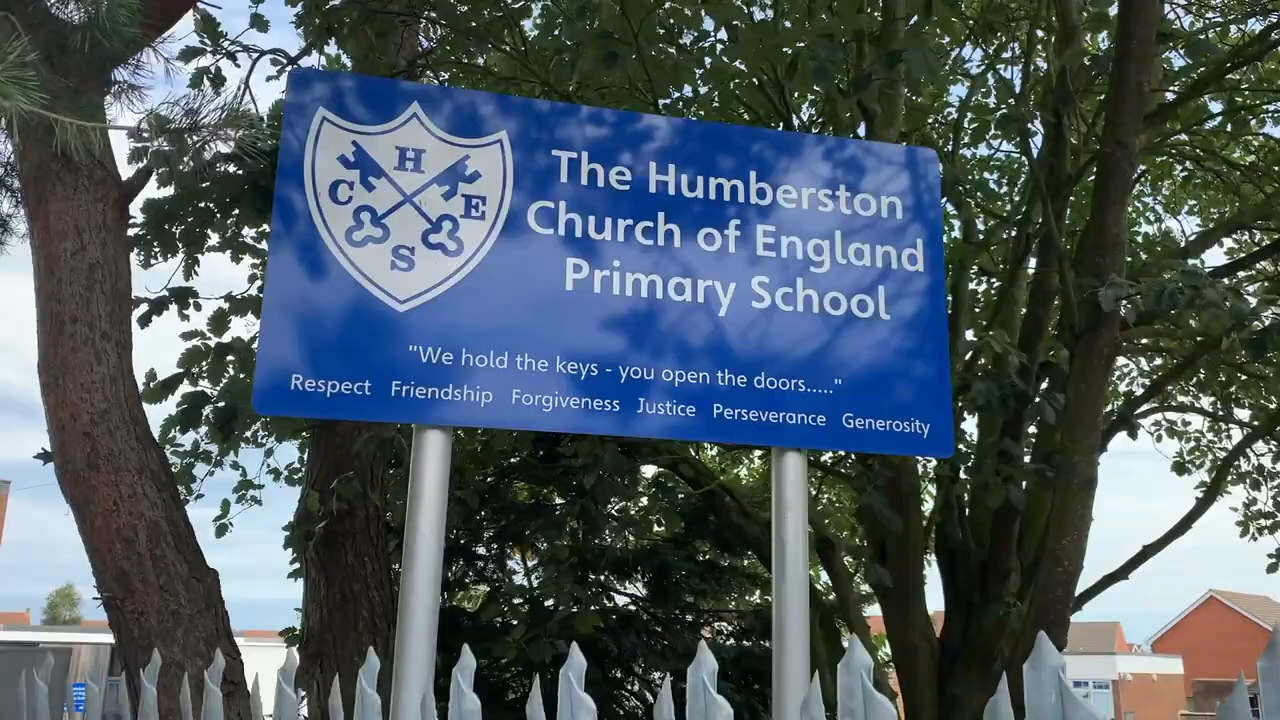 H
C E
S
The Humberston
Church of England
Primary School
"We hold the keys - you open the doors....."
Respect Friendship Forgiveness Justice Perseverance Generosity